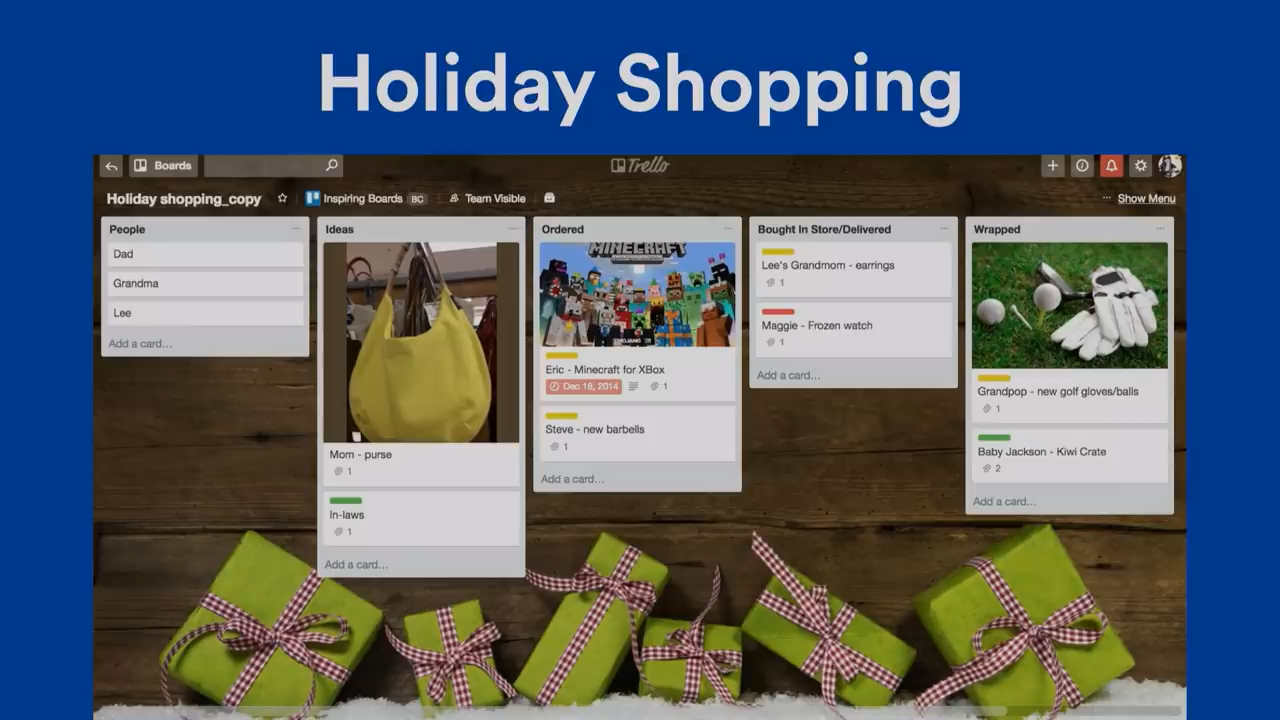 Holiday Shopping
Boards
Trello
Holiday shopping_copy
Inspiring Boards BC
Team Visible
Show Menu
People
Dad
Grandma
Lee
Add a card...
Ideas
Mom - purse
1
In-laws
1
Add a card...
Ordered
MINECRAFT
MOJANG
Eric - Minecraft for XBox
Dec 18, 2014 1
Steve - new barbells
1
Add a card...
Bought In Store/Delivered
Lee's Grandmom - earrings
1
Maggie - Frozen watch
1
Add a card...
Wrapped
Grandpop - new golf gloves/balls
1
Baby Jackson - Kiwi Crate
2
Add a card...